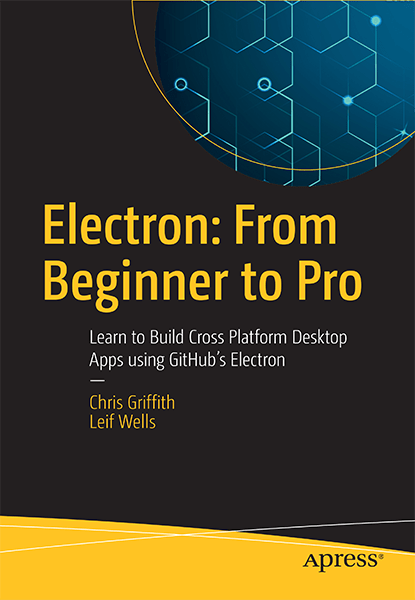 Electron: From
Beginner to Pro
Learn to Build Cross Platform Desktop
Apps using GitHub’s Electron
—
Chris Griffith
Leif Wells
Apress®